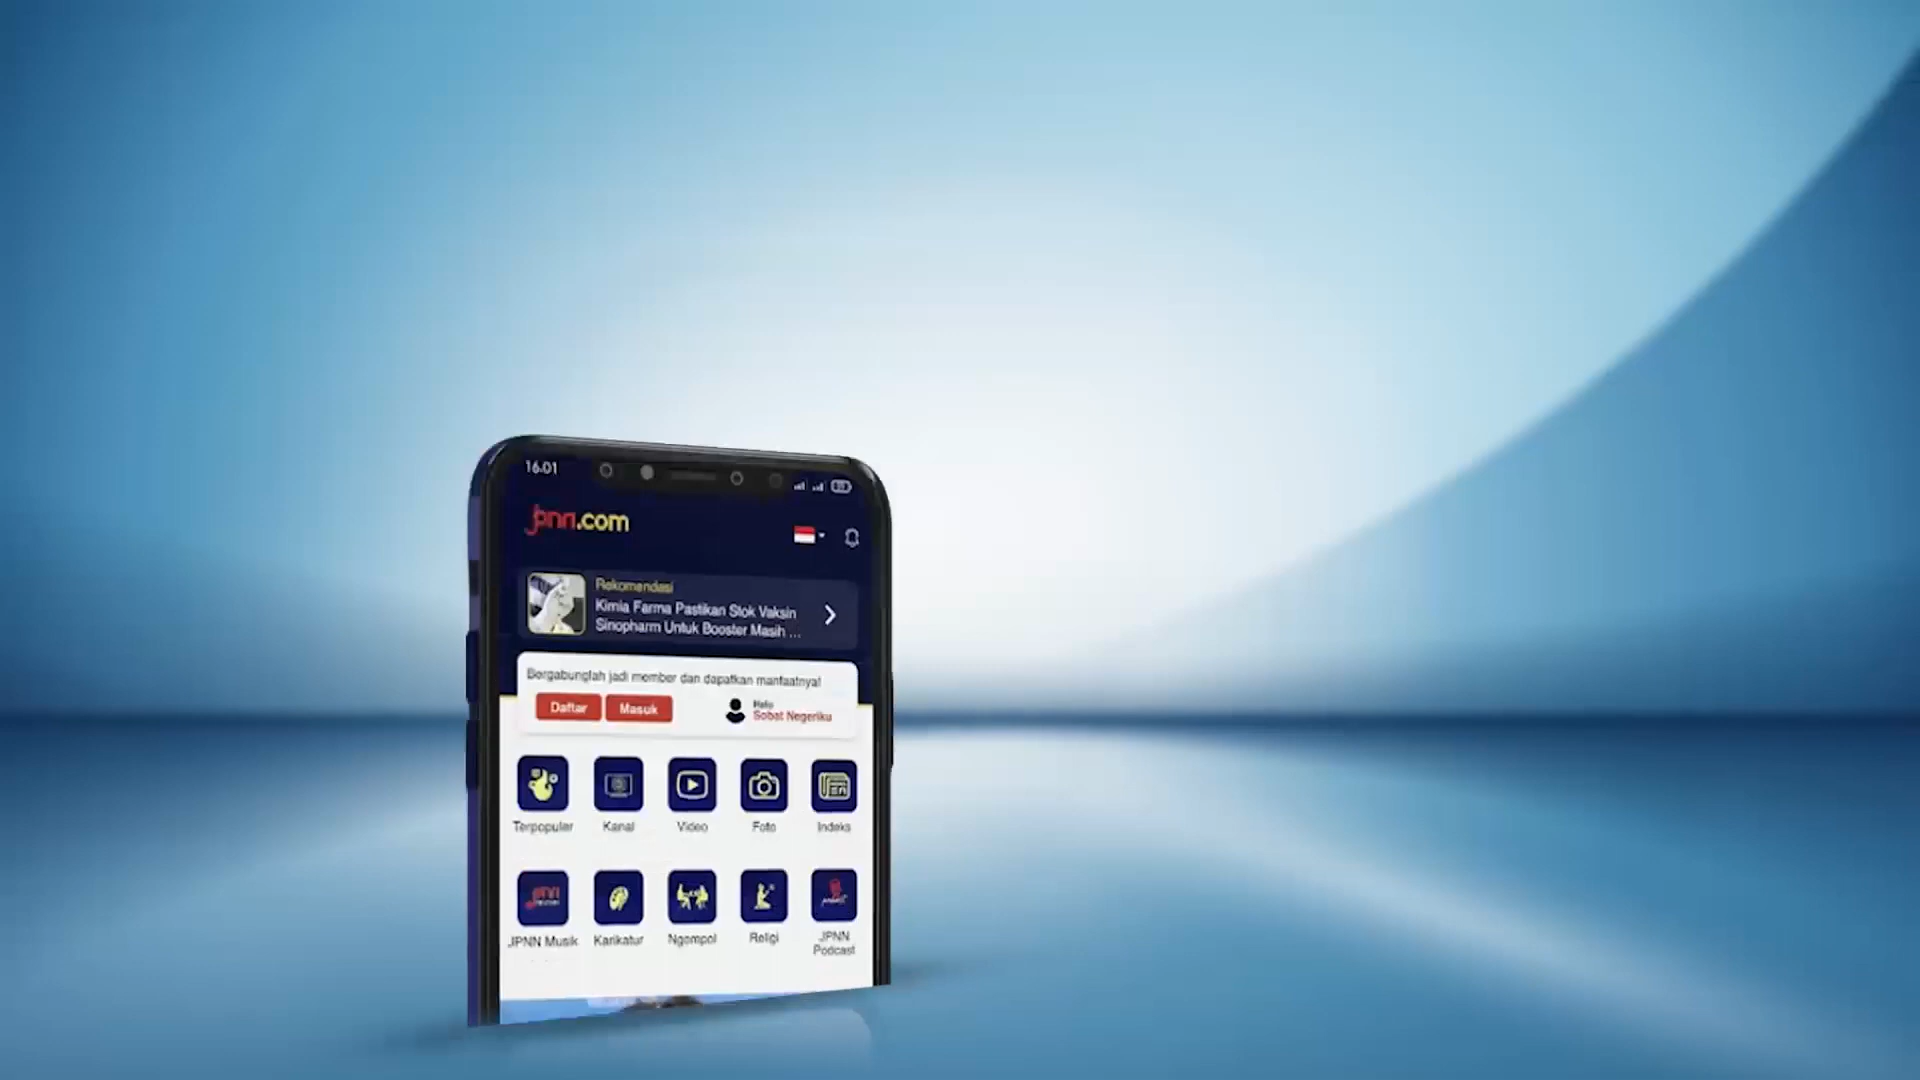 16.01
jpnn.com
Rekomendasi
Kimia Farma Pastikan Stok Vaksin
Sinopharm Untuk Booster Masih ...
Bergabunglah jadi member dan dapatkan manfaatnya!
Daftar
Masuk
Halo
Sobat Negeriku
Terpopuler
Kanal
Video
Foto
Indeks
JPNN Musik
Karikatur
Ngompol
Religi
JPNN
Podcast